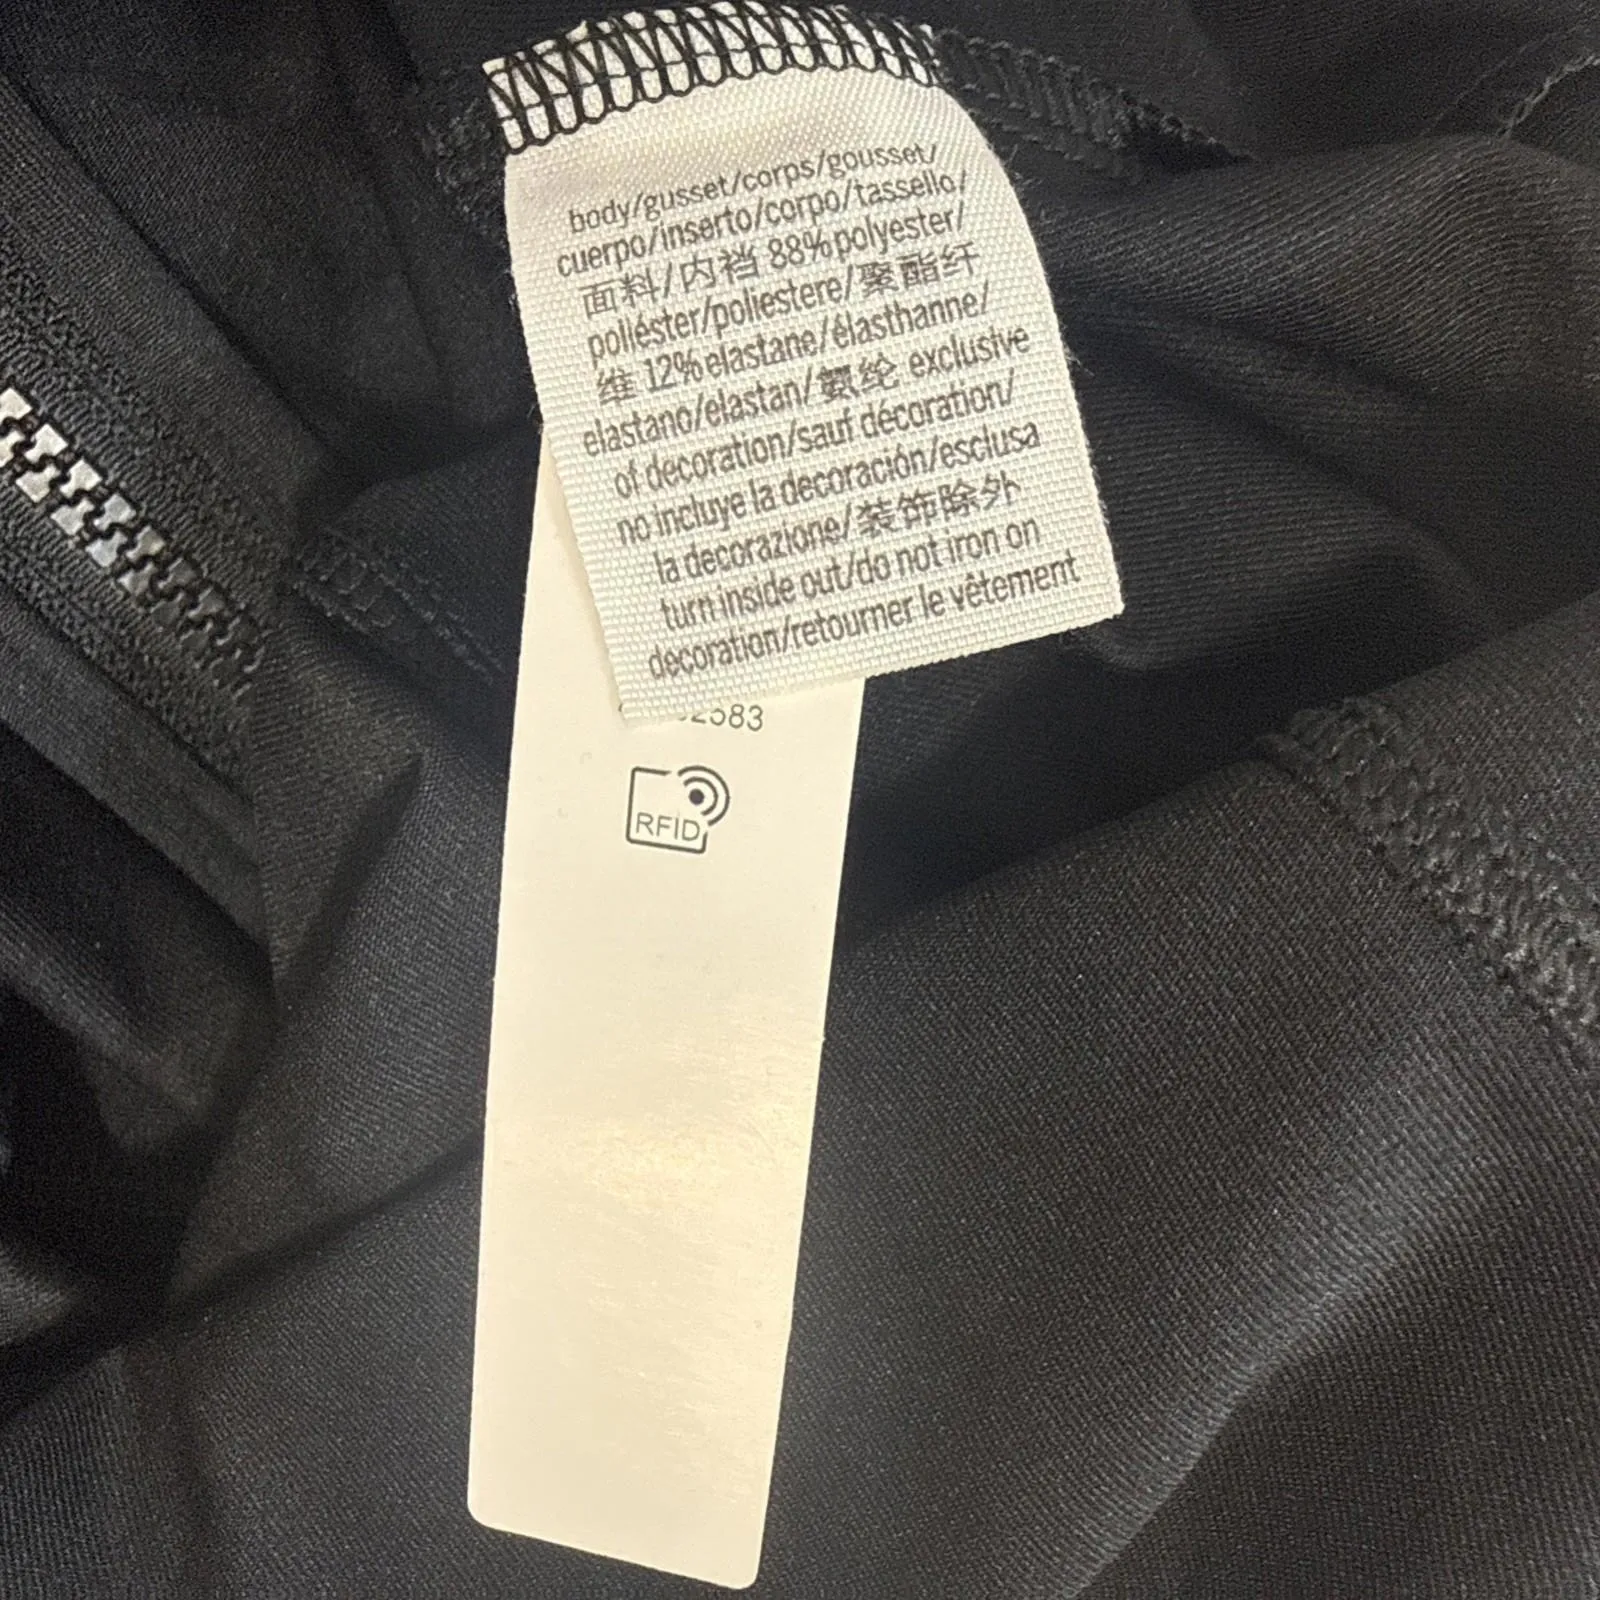 body/gusset/corps/gousset/
cuerpo/inserto/corpo/tassello/
面料/内裆 88%polyester/
poliéster/poliestere/聚酯纤
维 12%elastane/élasthanne/
elastano/elastan/氨纶 exclusive
of decoration/sauf décoration/
no incluye la decoración/esclusa
la decorazione/装饰除外
turn inside out/do not iron on
decoration/retourner le vêtement
2583
RFID